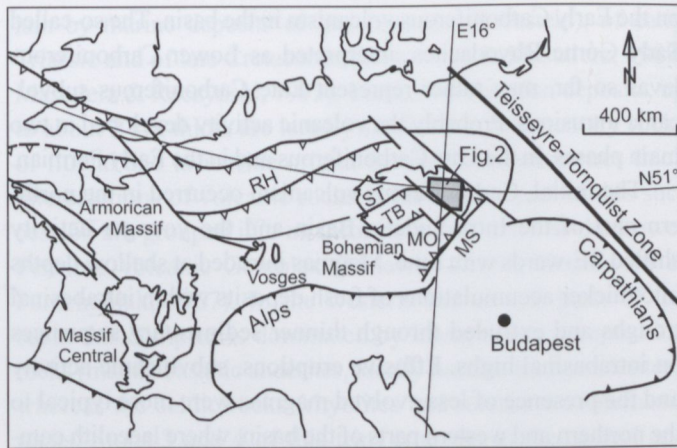 E16°
N
400 km
Teisseyre-Tornquist zone
Fig.2
N51°
RH
ST
TB
MO
MS
Armorican
Massif
Bohemian
Massif
Vosges
Carpathians
Alps
Massif
Central
Budapest